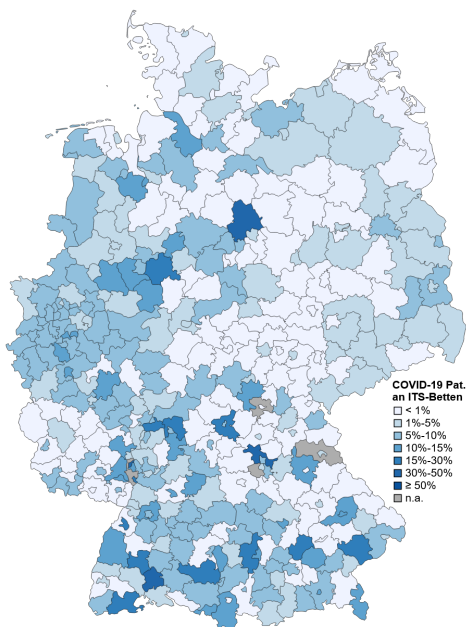 COVID-19 Pat.
an ITS-Betten
< 1%
1%-5%
5%-10%
10%-15%
15%-30%
30%-50%
≥ 50%
n.a.